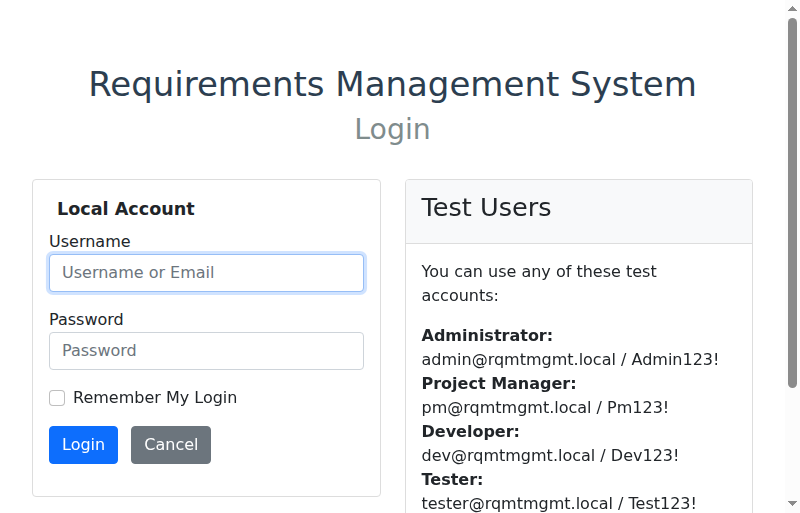 Requirements Management System
Login
Local Account
Username
Username or Email
Password
Password
Remember My Login
Login
Cancel
Test Users
You can use any of these test
accounts:
Administrator:
admin@rqmtmgmt.local / Admin123!
Project Manager:
pm@rqmtmgmt.local / Pm123!
Developer:
dev@rqmtmgmt.local / Dev123!
Tester:
tester@rqmtmgmt.local / Test123!